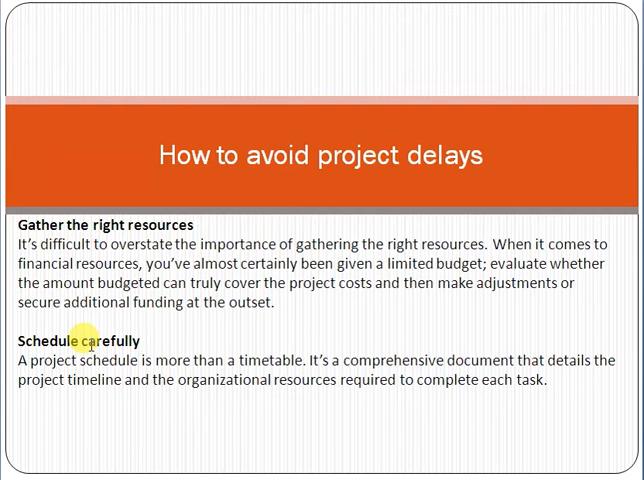 How to avoid project delays
Gather the right resources
It's difficult to overstate the importance of gathering the right resources. When it comes to
financial resources, you've almost certainly been given a limited budget; evaluate whether
the amount budgeted can truly cover the project costs and then make adjustments or
secure additional funding at the outset.
Schedule carefully
A project schedule is more than a timetable. It's a comprehensive document that details the
project timeline and the organizational resources required to complete each task.